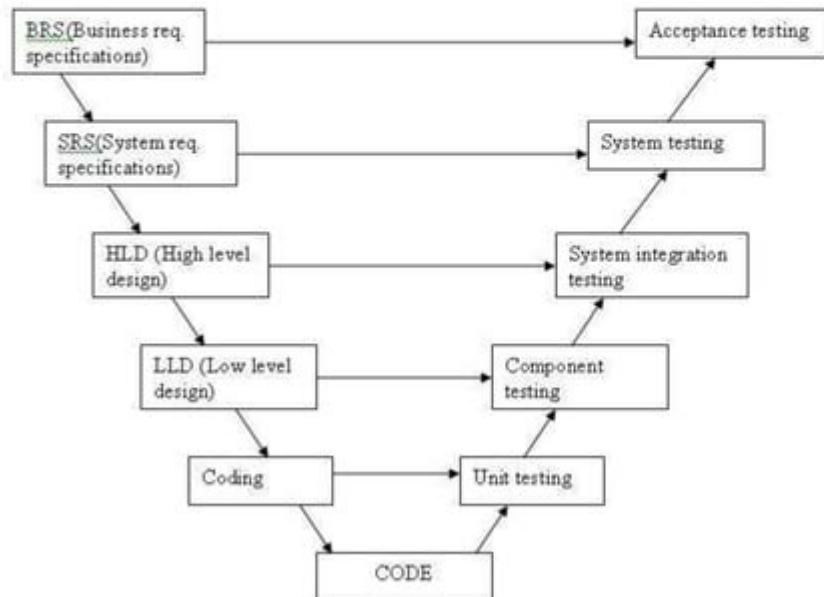 BRS(Business req.
specifications)
Acceptance testing
SRS(System req.
specifications)
System testing
HLD (High level
design)
System integration
testing
LLD (Low level
design)
Component
testing
Coding
Unit testing
CODE